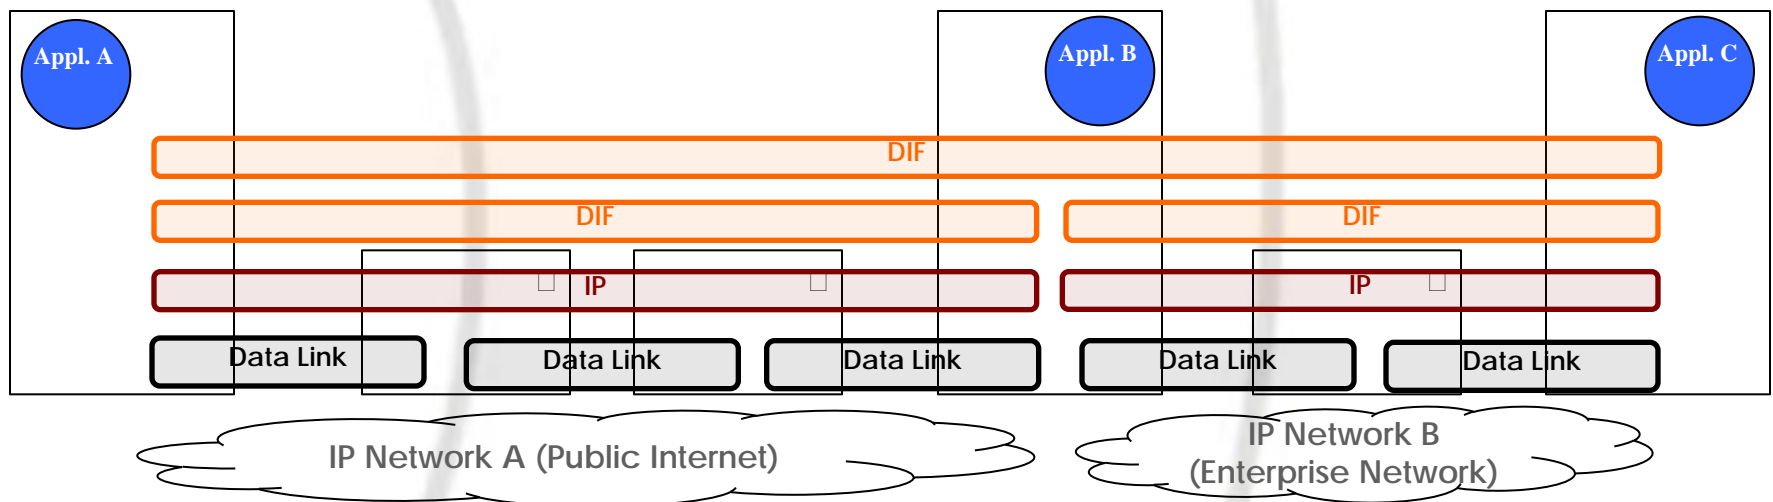 Appl. A
Appl. B
Appl. C
DIF
DIF
DIF
IP
IP
Data Link
Data Link
Data Link
Data Link
Data Link
IP Network A (Public Internet)
IP Network B
(Enterprise Network)